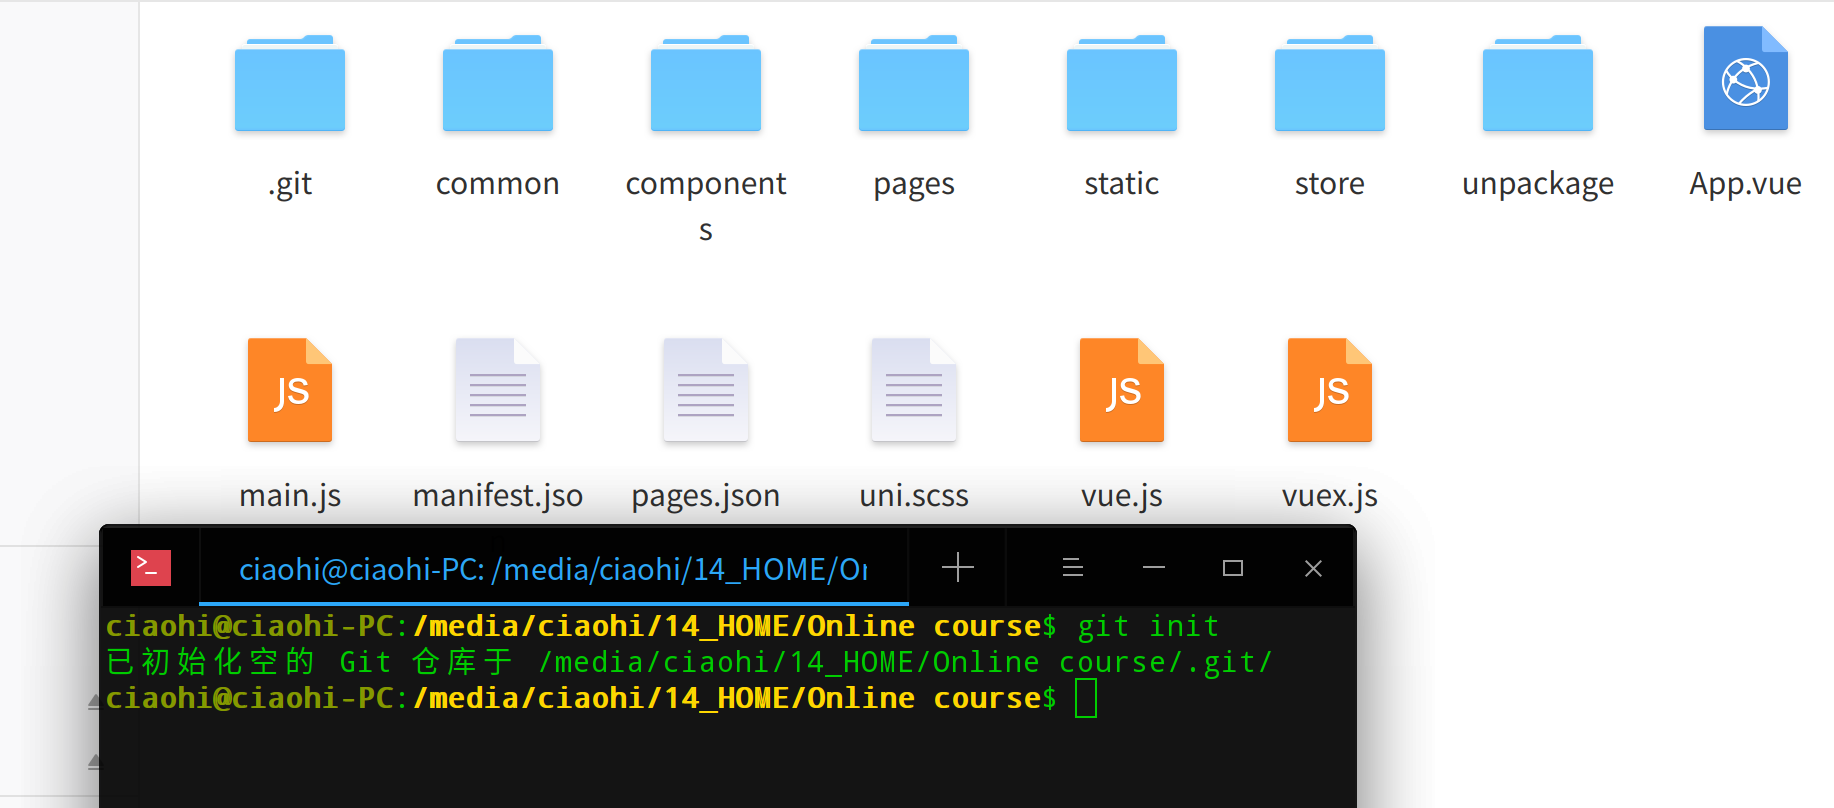 .git
common
component
s
pages
static
store
unpackage
App.vue
JS
JS
JS
main.js
manifest.jso
pages.json
uni.scss
vue.js
vuex.js
>_
ciaohi@ciaohi-PC: /media/ciaohi/14_HOME/On
ciaohi@ciaohi-PC:/media/ciaohi/14_HOME/Online course$ git init
已初始化空的 Git 仓库于 /media/ciaohi/14_HOME/Online course/.git/
ciaohi@ciaohi-PC:/media/ciaohi/14_HOME/Online course$